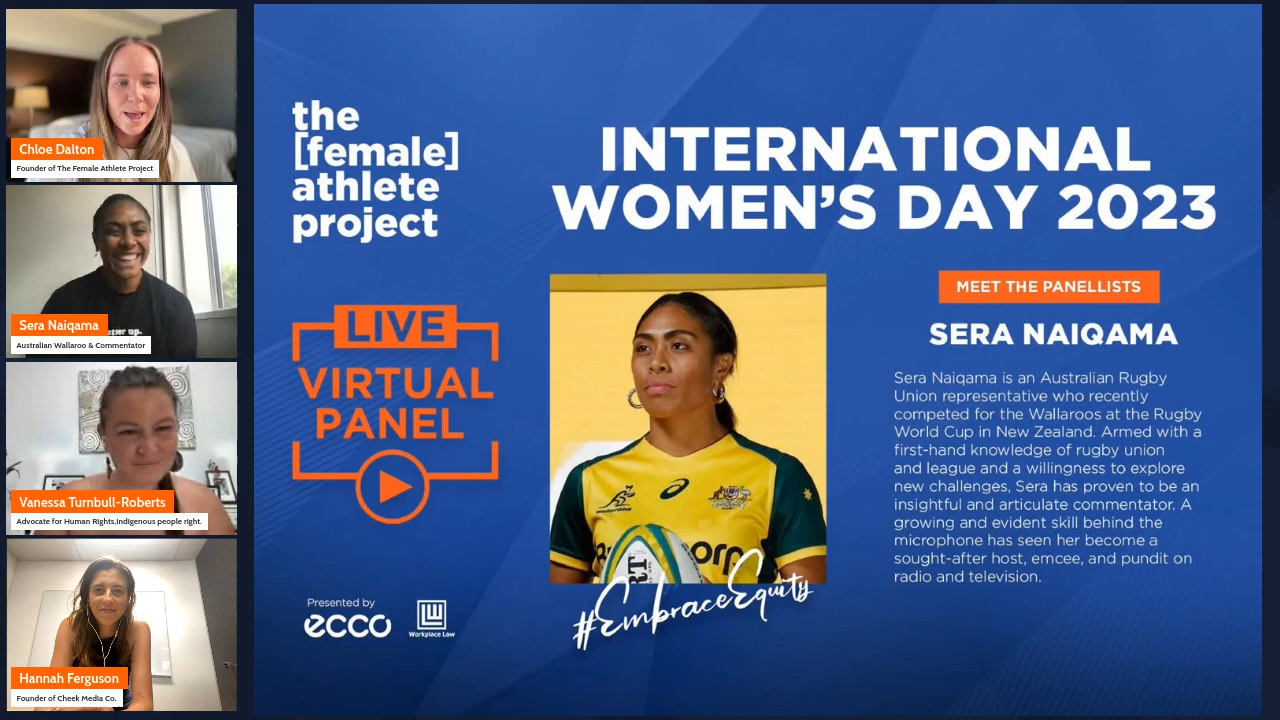 Chloe Dalton
Founder of The Female Athlete Project
Sera Naiqama
Australian Wallaroo & Commentator
Vanessa Turnbull-Roberts
Advocate for Human Rights,Indigenous people right.
Hannah Ferguson
Founder of Cheek Media Co.
the
[female]
athlete
project
LIVE
VIRTUAL
PANEL
Presented by
ecco
Workplace Law
INTERNATIONAL
WOMEN'S DAY 2023
#EmbraceEquity
MEET THE PANELLISTS
SERA NAIQAMA
Sera Naiqama is an Australian Rugby
Union representative who recently
competed for the Wallaroos at the Rugby
World Cup in New Zealand. Armed with a
first-hand knowledge of rugby union
and league and a willingness to explore
new challenges, Sera has proven to be an
insightful and articulate commentator. A
growing and evident skill behind the
microphone has seen her become a
sought-after host, emcee, and pundit on
radio and television.